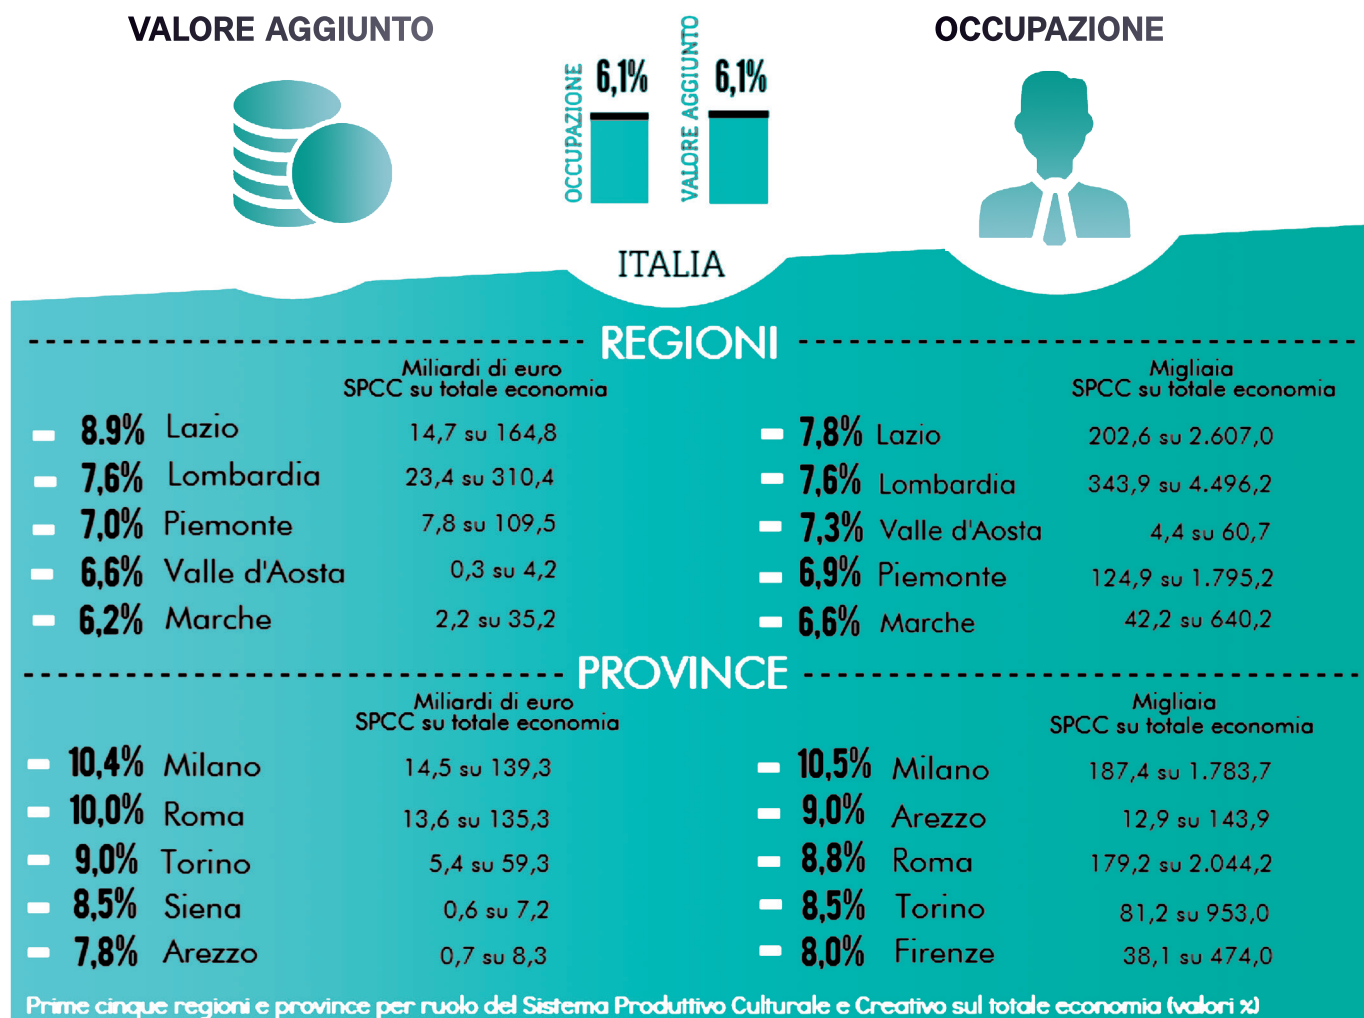 VALORE AGGIUNTO
OCCUPAZIONE
OCCUPAZIONE
6,1%
VALORE AGGIUNTO
6,1%
ITALIA
REGIONI
Miliardi di euro
SPCC su totale economia
8.9% Lazio 14,7 su 164,8
7,6% Lombardia 23,4 su 310,4
7,0% Piemonte 7,8 su 109,5
6,6% Valle d'Aosta 0,3 su 4,2
6,2% Marche 2,2 su 35,2
Migliaia
SPCC su totale economia
7,8% Lazio 202,6 su 2.607,0
7,6% Lombardia 343,9 su 4.496,2
7,3% Valle d'Aosta 4,4 su 60,7
6,9% Piemonte 124,9 su 1.795,2
6,6% Marche 42,2 su 640,2
PROVINCE
Miliardi di euro
SPCC su totale economia
10,4% Milano 14,5 su 139,3
10,0% Roma 13,6 su 135,3
9,0% Torino 5,4 su 59,3
8,5% Siena 0,6 su 7,2
7,8% Arezzo 0,7 su 8,3
Migliaia
SPCC su totale economia
10,5% Milano 187,4 su 1.783,7
9,0% Arezzo 12,9 su 143,9
8,8% Roma 179,2 su 2.044,2
8,5% Torino 81,2 su 953,0
8,0% Firenze 38,1 su 474,0
Prime cinque regioni e province per ruolo del Sistema Produttivo Culturale e Creativo sul totale economia (valori %)